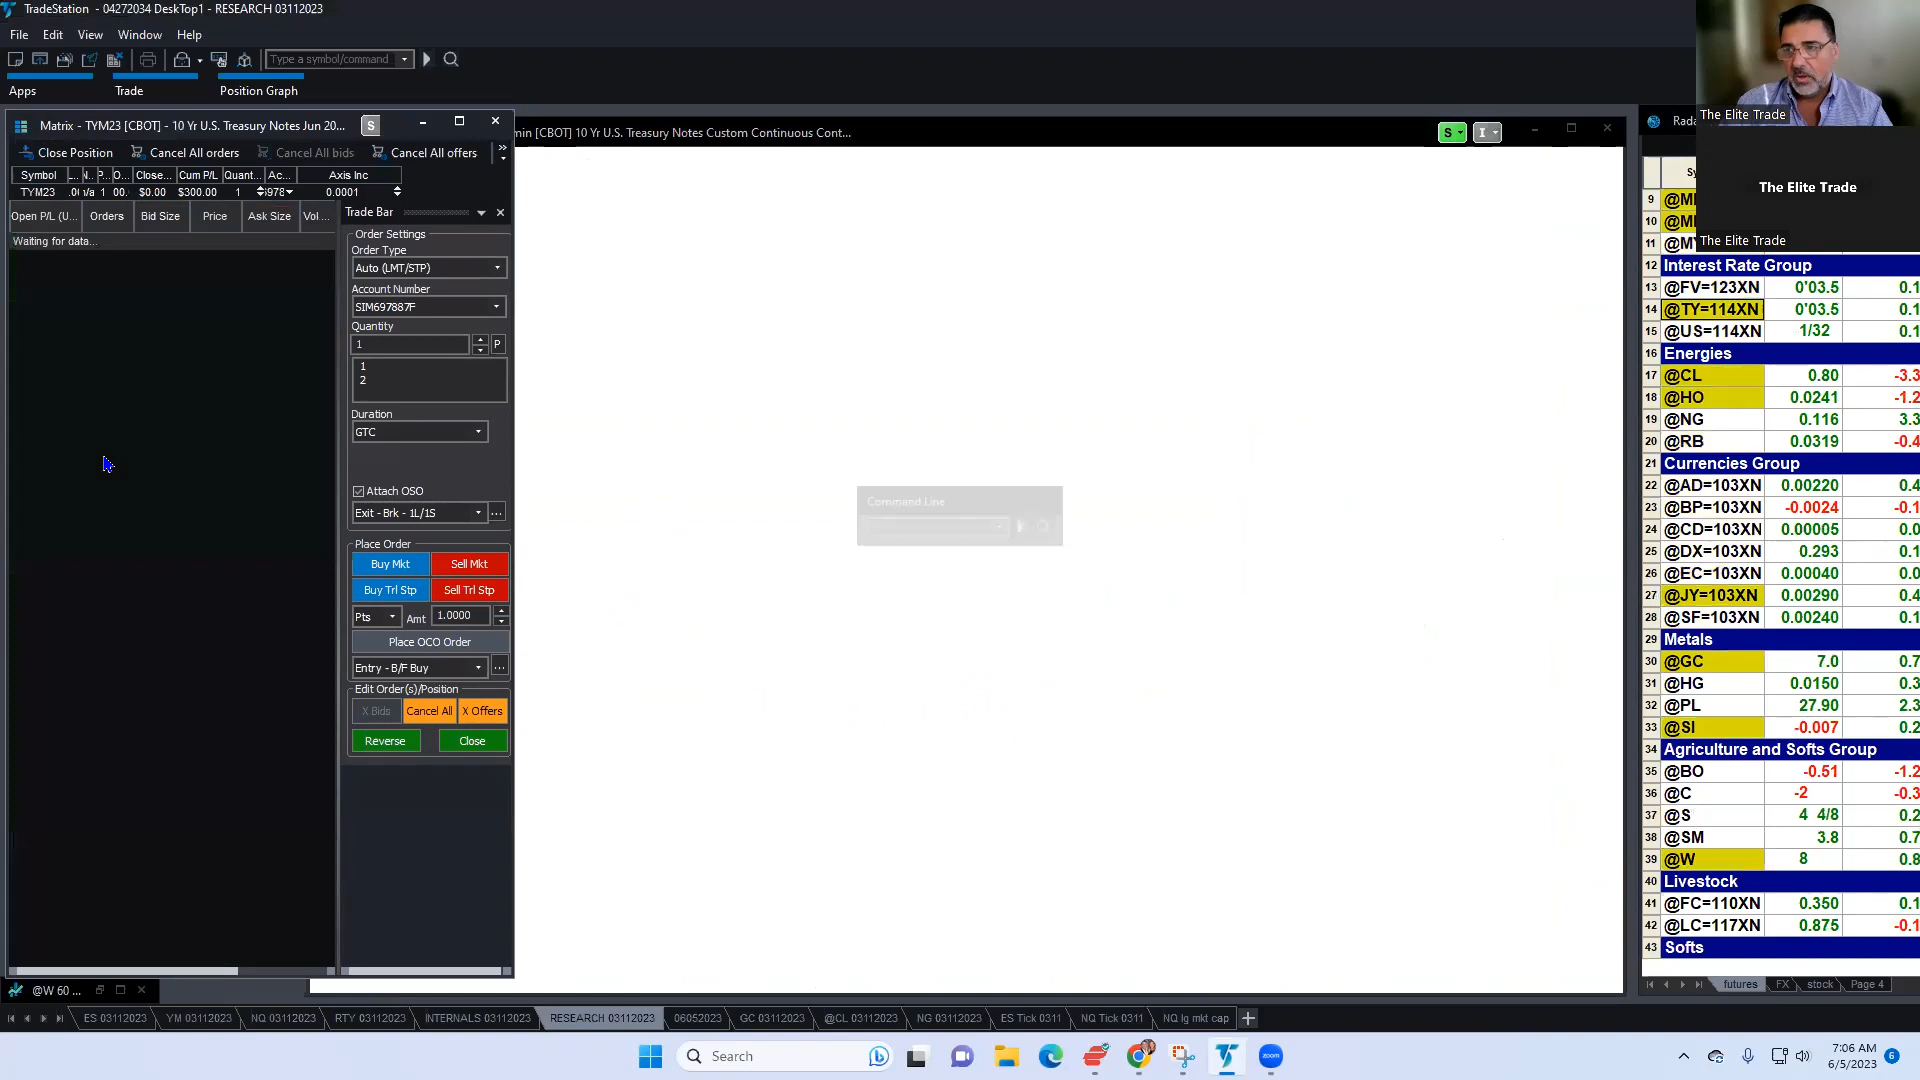 TradeStation - 04272034 DeskTop1 - RESEARCH 03112023
File Edit View Window Help
Type a symbol/command
Apps Trade Position Graph
Matrix - TYM23 [CBOT] - 10 Yr U.S. Treasury Notes Jun 20...
S
min [CBOT] 10 Yr U.S. Treasury Notes Custom Continuous Cont...
S I
Close Position Cancel All orders Cancel All bids Cancel All offers
Symbol ... N.. P... O... Close... Cum P/L Quant... Ac... Axis Inc
TYM23 n/a 1 00. $0.00 $300.00 1 0.0001
Open P/L (U... Orders Bid Size Price Ask Size Vol ...
Waiting for data...
Trade Bar
Order Settings
Order Type
Auto (LMT/STP)
Account Number
SIM697887F
Quantity
1 P
1
2
Duration
GTC
Attach OSO
Exit - Brk - 1L/1S ...
Place Order
Buy Mkt Sell Mkt
Buy Trl Stp Sell Trl Stp
Pts Amt 1.0000
Place OCO Order
Entry - B/F Buy ...
Edit Order(s)/Position
X Bids Cancel All X Offers
Reverse Close
Command Line
Rada
The Elite Trade
The Elite Trade
The Elite Trade
9
10
11
12 Interest Rate Group
13 @FV=123XN 0'03.5 0.1
14 @TY=114XN 0'03.5 0.1
15 @US=114XN 1/32 0.1
16 Energies
17 @CL 0.80 -3.3
18 @HO 0.0241 -1.2
19 @NG 0.116 3.3
20 @RB 0.0319 -0.4
21 Currencies Group
22 @AD=103XN 0.00220 0.4
23 @BP=103XN -0.0024 -0.1
24 @CD=103XN 0.00005 0.0
25 @DX=103XN 0.293 0.1
26 @EC=103XN 0.00040 0.0
27 @JY=103XN 0.00290 0.4
28 @SF=103XN 0.00240 0.1
29 Metals
30 @GC 7.0 0.7
31 @HG 0.0150 0.3
32 @PL 27.90 2.3
33 @SI -0.007 0.2
34 Agriculture and Softs Group
35 @BO -0.51 -1.2
36 @C -2 -0.3
37 @S 4 4/8 0.2
38 @SM 3.8 0.7
39 @W 8 0.8
40 Livestock
41 @FC=110XN 0.350 0.1
42 @LC=117XN 0.875 -0.1
43 Softs
futures FX stock Page 4
@W 60 ...
ES 03112023 YM 03112023 NQ 03112023 RTY 03112023 INTERNALS 03112023 RESEARCH 03112023 06052023 GC 03112023 @CL 03112023 NG 03112023 ES Tick 0311 NQ Tick 0311 NQ lg mkt cap
Search
zoom
7:06 AM
6/5/2023
6